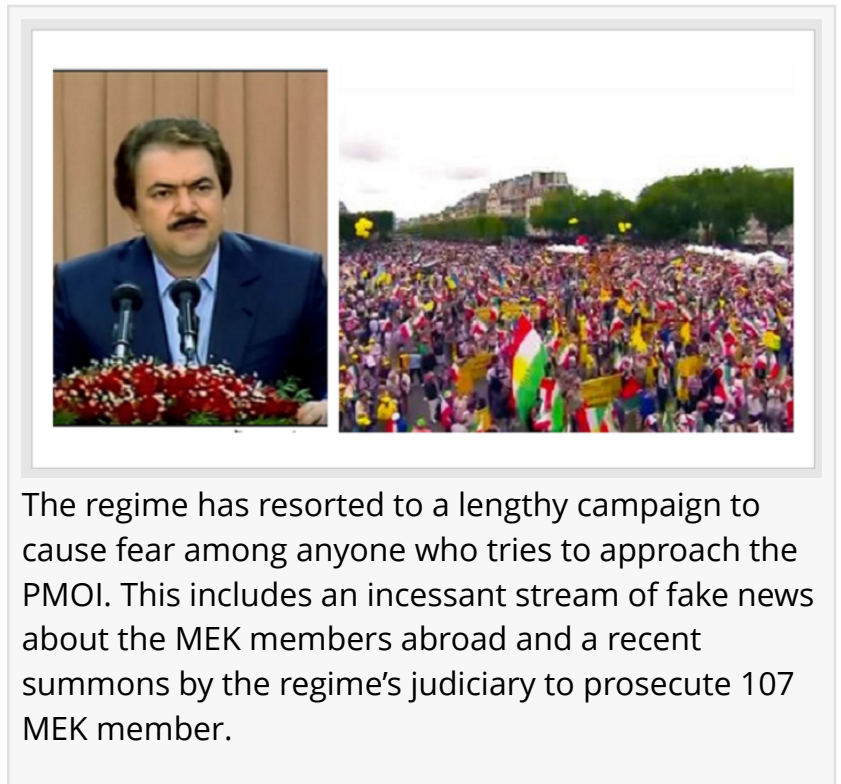 The regime has resorted to a lengthy campaign to
cause fear among anyone who tries to approach the
PMOI. This includes an incessant stream of fake news
about the MEK members abroad and a recent
summons by the regime’s judiciary to prosecute 107
MEK member.